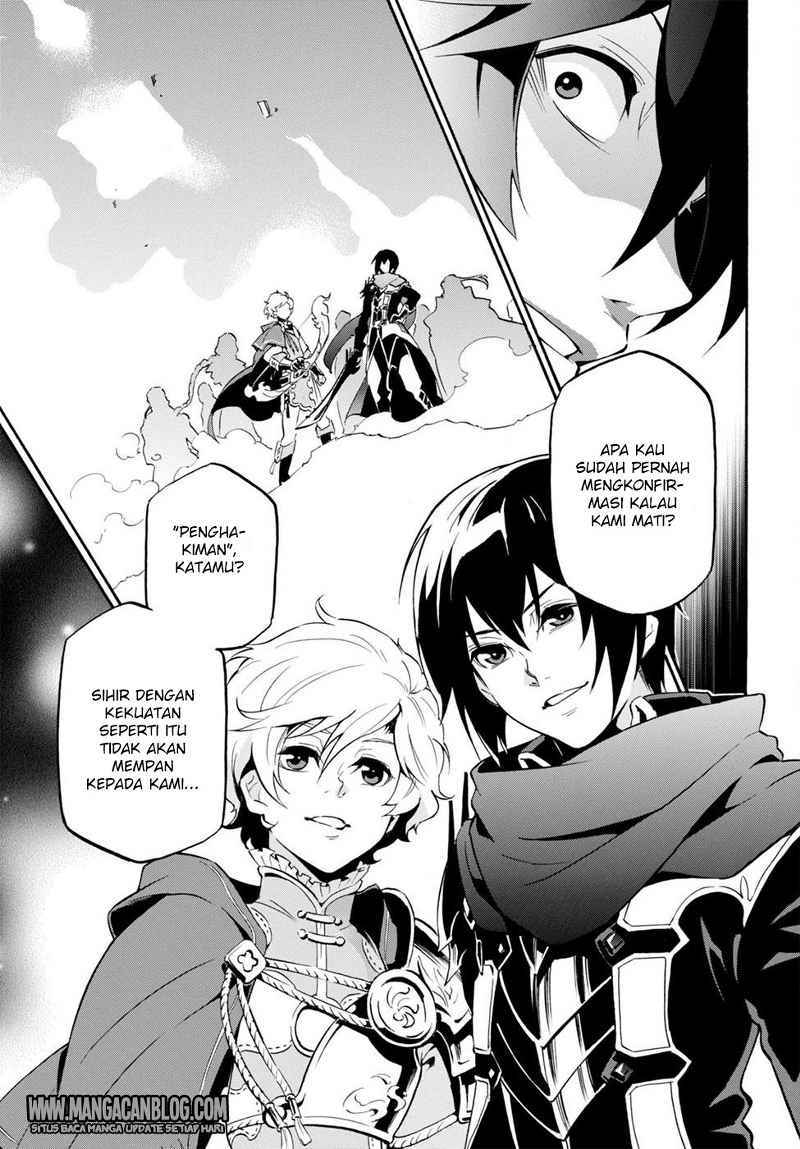 APA KAU
SUDAH PERNAH
MENGKONFIR-
MASI KALAU
KAMI MATI?
"PENGHA-
KIMAN",
KATAMU?
SIHIR DENGAN
KEKUATAN
SEPERTI ITU
TIDAK AKAN
MEMPAN
KEPADA KAMI...
WWW.MANGACANBLOG.COM
SITUS BACA MANGA UPDATE SETIAP HARI